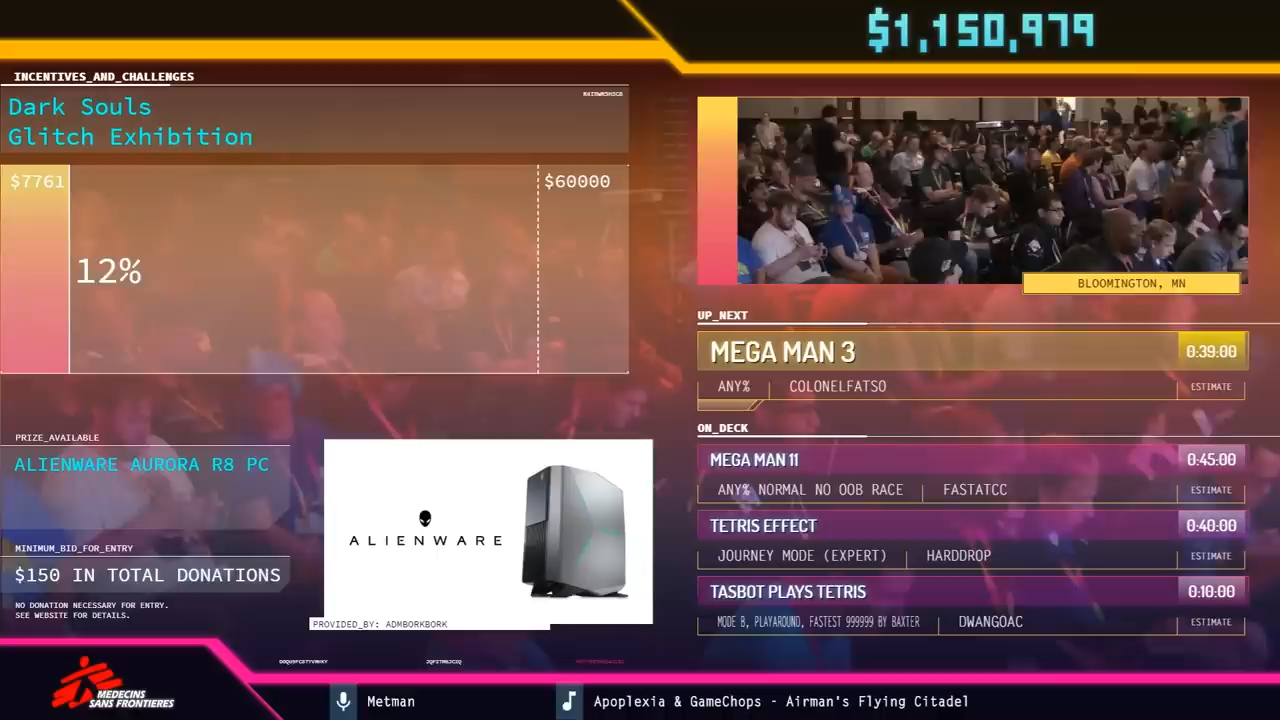 $1,150,979
INCENTIVES_AND_CHALLENGES
Dark Souls
Glitch Exhibition
$7761
$60000
12%
BLOOMINGTON, MN
UP_NEXT
MEGA MAN 3
0:39:00
ANY%
COLONELFATSO
ESTIMATE
ON_DECK
MEGA MAN 11
0:45:00
ANY% NORMAL NO OOB RACE
FASTATCC
ESTIMATE
TETRIS EFFECT
0:40:00
JOURNEY MODE (EXPERT)
HARDDROP
ESTIMATE
TASBOT PLAYS TETRIS
0:10:00
MODE B, PLAYAROUND, FASTEST 999999 BY BAXTER
DWANGOAC
ESTIMATE
PRIZE_AVAILABLE
ALIENWARE AURORA R8 PC
MINIMUM_BID_FOR_ENTRY
$150 IN TOTAL DONATIONS
NO DONATION NECESSARY FOR ENTRY.
SEE WEBSITE FOR DETAILS.
ALIENWARE
PROVIDED_BY: ADMBORKBORK
MEDECINS
SANS FRONTIERES
Metman
Apoplexia & GameChops - Airman's Flying Citadel